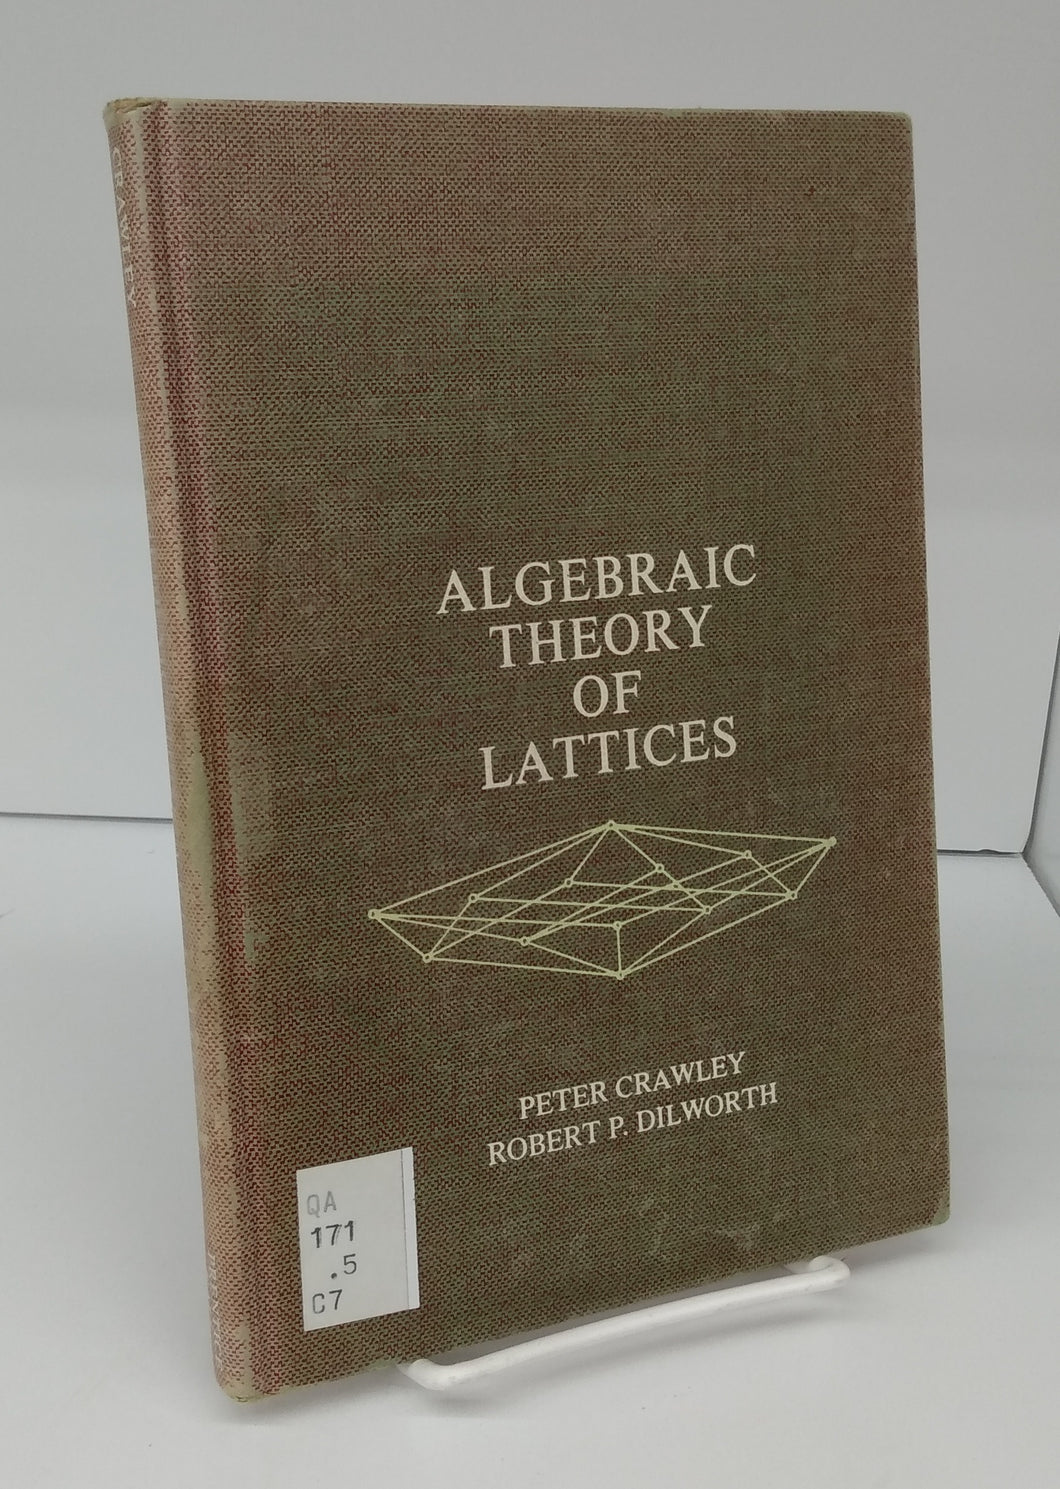 CRAWLEY
ALGEBRAIC
THEORY
OF
LATTICES
PETER CRAWLEY
ROBERT P. DILWORTH
QA
171
.5
C7